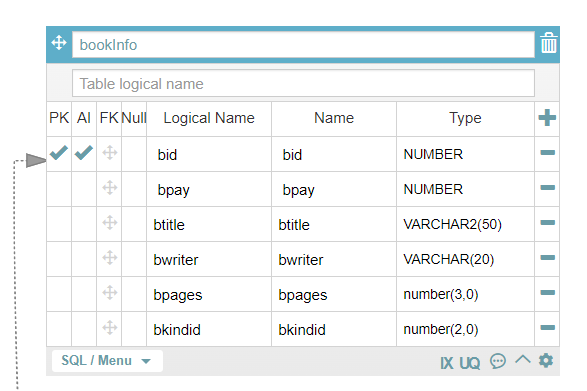 bookInfo
Table logical name
PK AI FK Null Logical Name Name Type
bid bid NUMBER
bpay bpay NUMBER
btitle btitle VARCHAR2(50)
bwriter bwriter VARCHAR(20)
bpages bpages number(3,0)
bkindid bkindid number(2,0)
SQL / Menu IX UQ